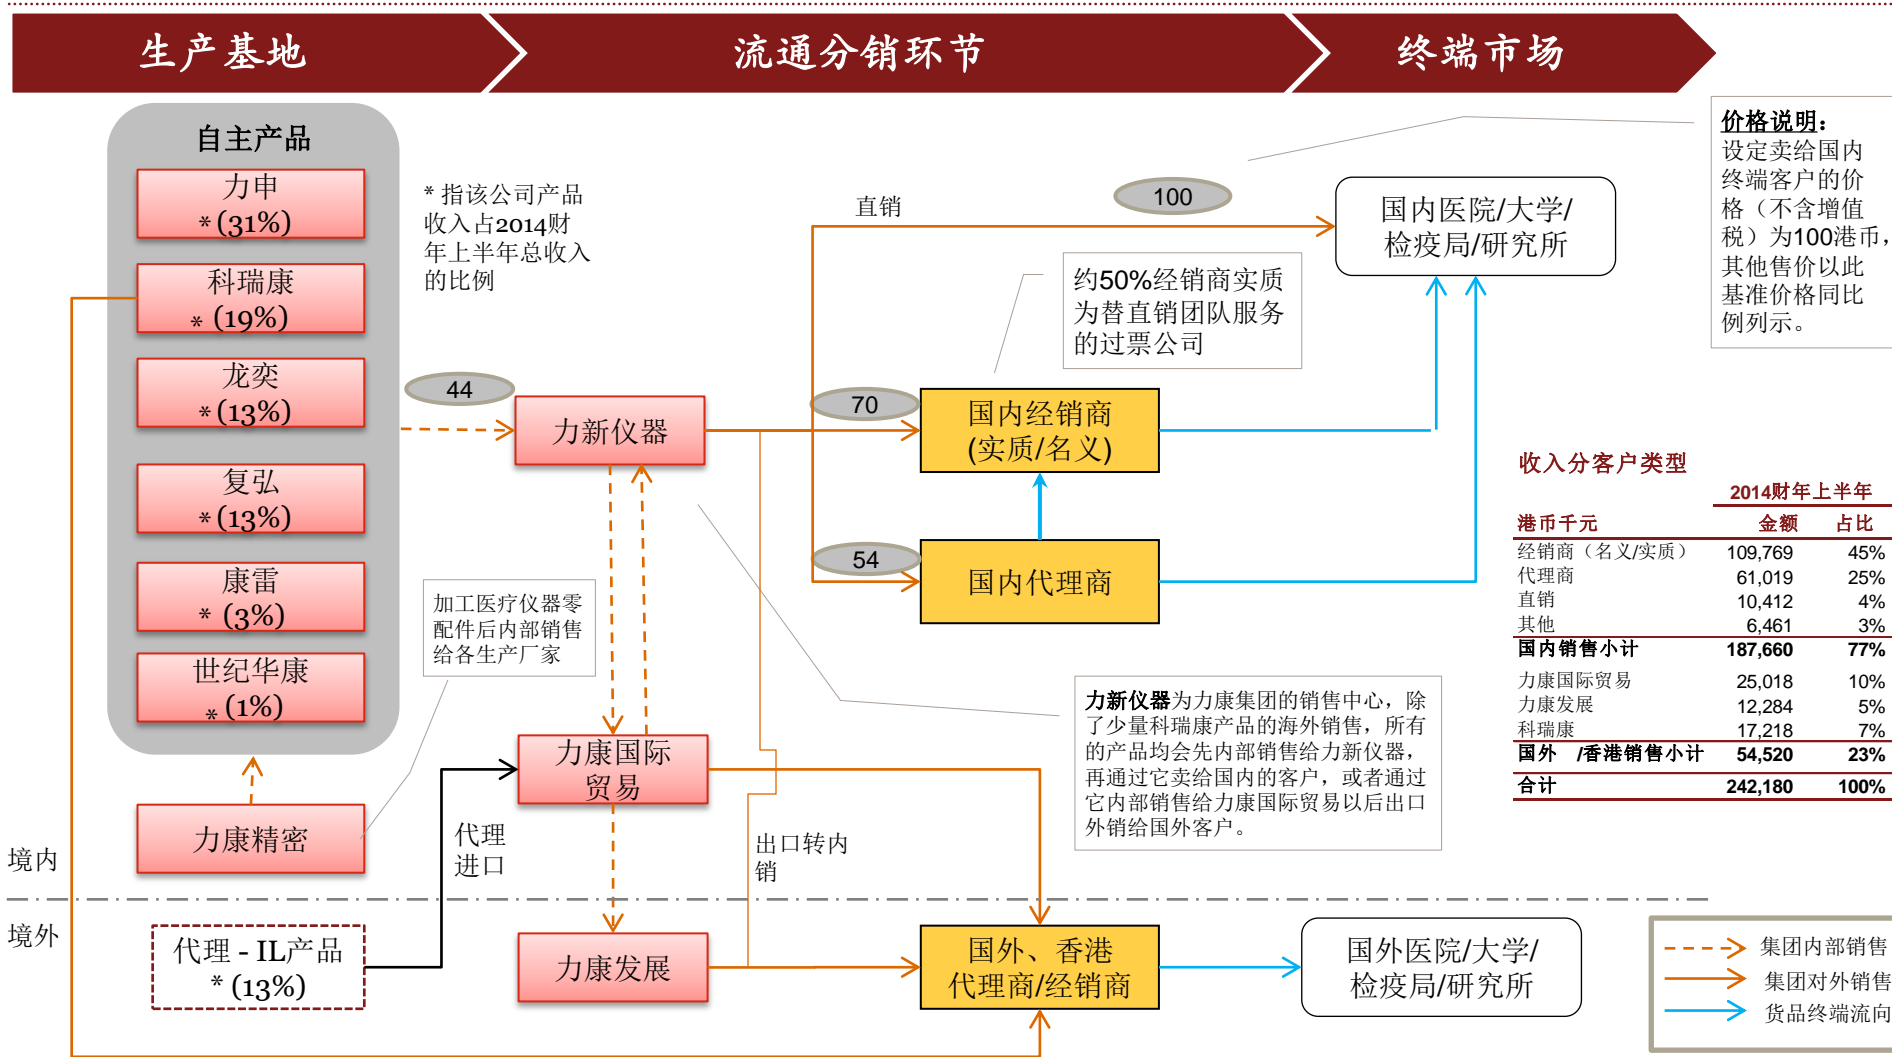 生产基地
流通分销环节
终端市场
自主产品
力申
* (31%)
科瑞康
* (19%)
龙奕
* (13%)
复弘
* (13%)
康雷
* (3%)
世纪华康
* (1%)
力康精密
* 指该公司产品
收入占2014财
年上半年总收入
的比例
44
力新仪器
加工医疗仪器零
配件后内部销售
给各生产厂家
力康国际
贸易
代理
进口
力康发展
出口转内
销
直销
100
70
54
约50%经销商实质
为替直销团队服务
的过票公司
国内经销商
(实质/名义)
国内代理商
力新仪器为力康集团的销售中心，除
了少量科瑞康产品的海外销售，所有
的产品均会先内部销售给力新仪器，
再通过它卖给国内的客户，或者通过
它内部销售给力康国际贸易以后出口
外销给国外客户。
国内医院/大学/
检疫局/研究所
价格说明：
设定卖给国内
终端客户的价
格（不含增值
税）为100港币，
其他售价以此
基准价格同比
例列示。
收入分客户类型
2014财年上半年
港币千元 金额 占比
经销商（名义/实质） 109,769 45%
代理商 61,019 25%
直销 10,412 4%
其他 6,461 3%
国内销售小计 187,660 77%
力康国际贸易 25,018 10%
力康发展 12,284 5%
科瑞康 17,218 7%
国外 /香港销售小计 54,520 23%
合计 242,180 100%
境内
境外
代理 - IL产品
* (13%)
国外、香港
代理商/经销商
国外医院/大学/
检疫局/研究所
集团内部销售
集团对外销售
货品终端流向